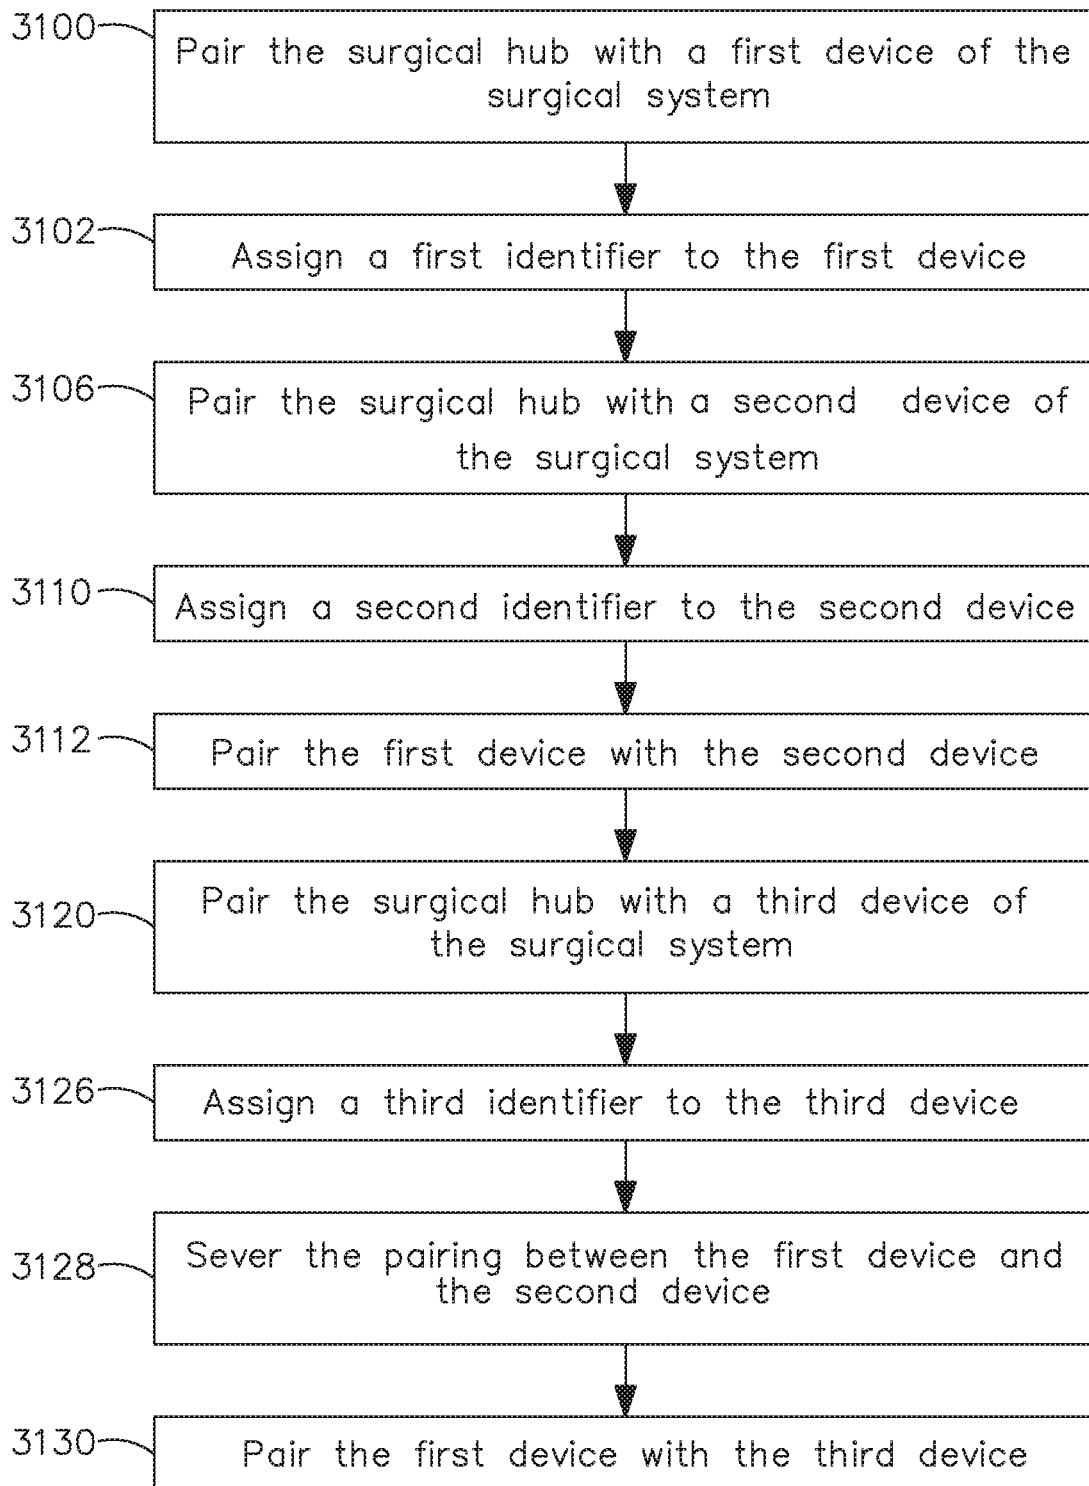 3100
Pair the surgical hub with a first device of the
surgical system
3102
Assign a first identifier to the first device
3106
Pair the surgical hub with a second device of
the surgical system
3110
Assign a second identifier to the second device
3112
Pair the first device with the second device
3120
Pair the surgical hub with a third device of
the surgical system
3126
Assign a third identifier to the third device
3128
Sever the pairing between the first device and
the second device
3130
Pair the first device with the third device